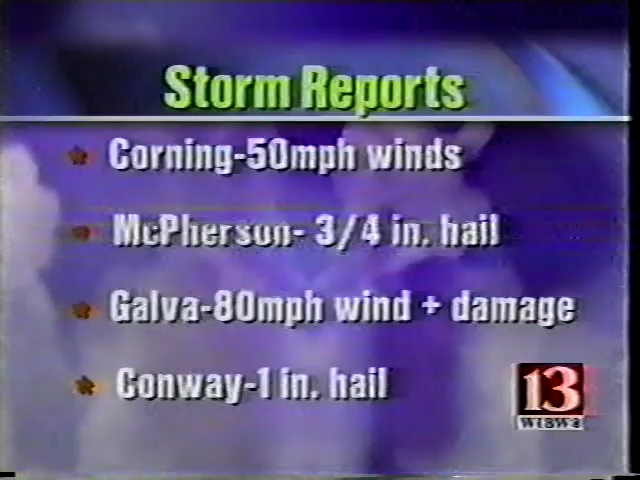 Storm Reports
Corning-50mph winds
McPherson- 3/4 in. hail
Galva-80mph wind + damage
Conway-1 in. hail
13
WIBW